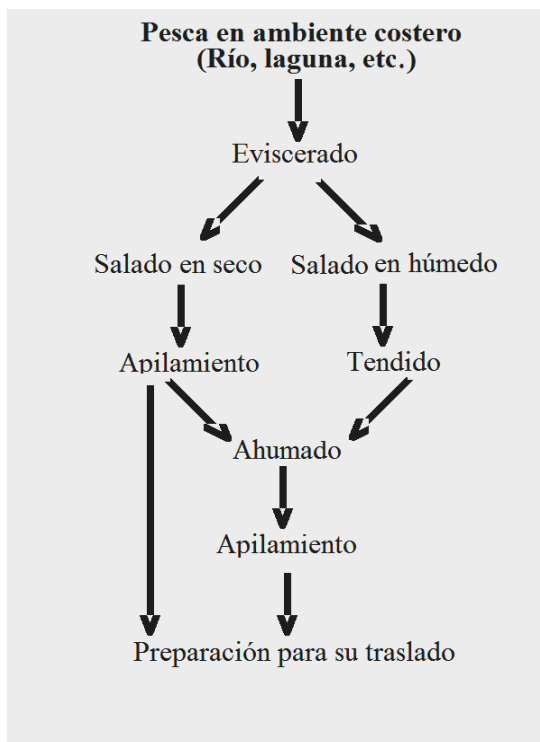 Pesca en ambiente costero
(Río, laguna, etc.)
Eviscerado
Salado en seco
Salado en húmedo
Apilamiento
Tendido
Ahumado
Apilamiento
Preparación para su traslado